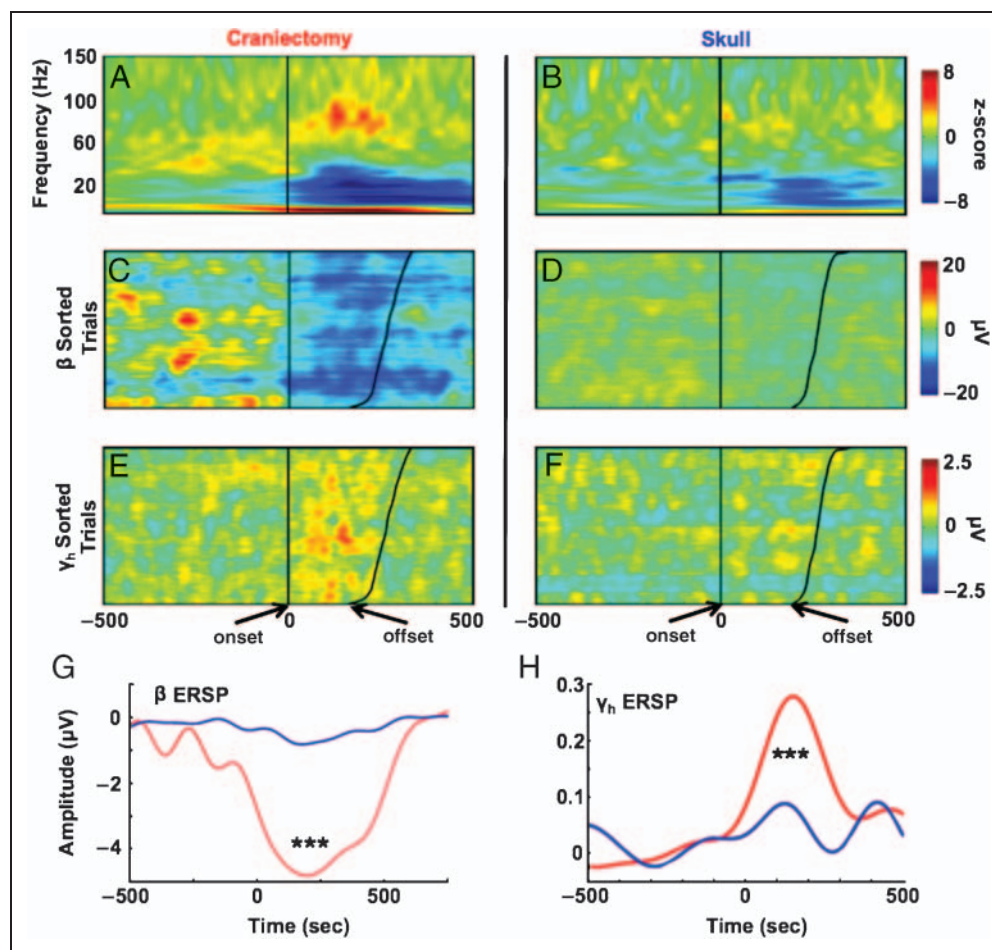 Craniectomy
Skull
Frequency (Hz)
150
100
60
20
A
B
8
0
−8
z-score
β Sorted
Trials
C
D
20
0
−20
µV
γh Sorted
Trials
E
F
2.5
0
−2.5
µV
−500
0
500
onset
offset
−500
0
500
onset
offset
G
β ERSP
Amplitude (µV)
0
−2
−4
***
−500
0
500
Time (sec)
H
γh ERSP
0.3
0.2
0.1
0
***
−500
0
500
Time (sec)